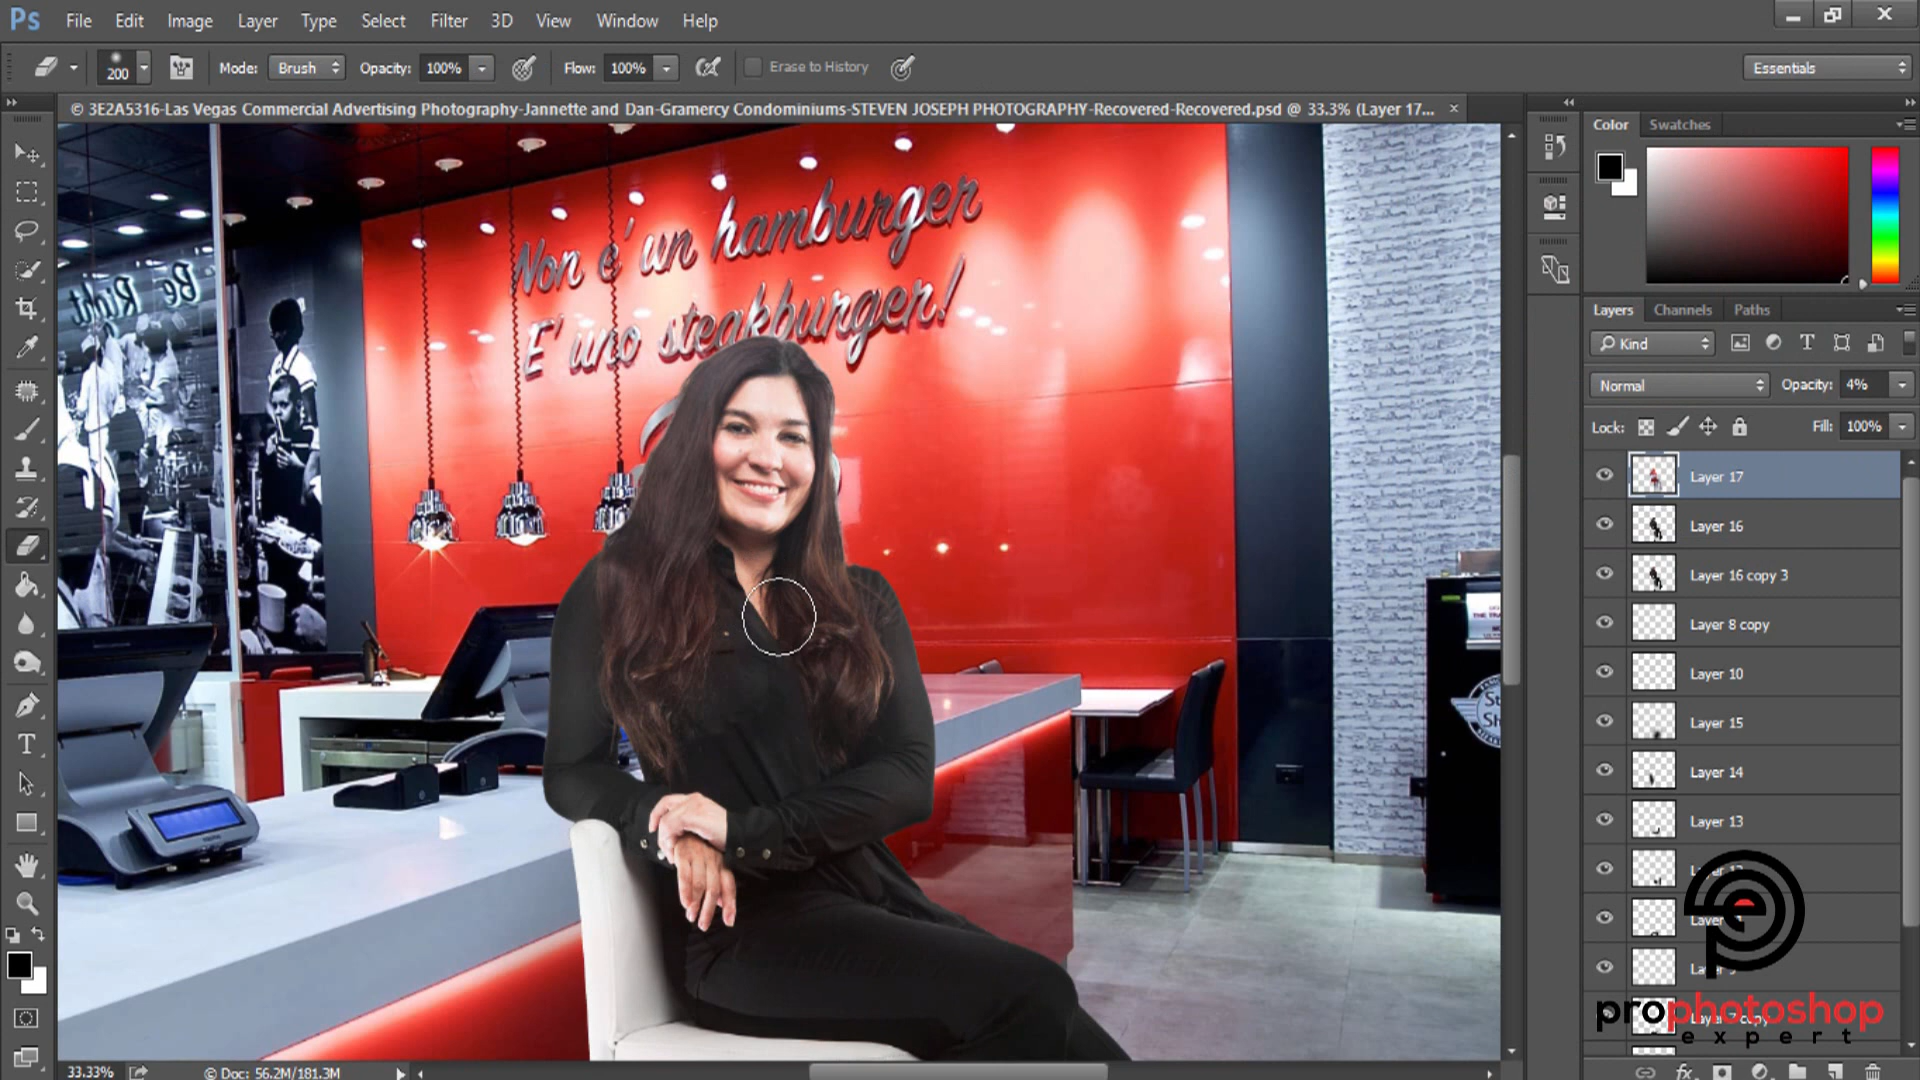 Ps File Edit Image Layer Type Select Filter 3D View Window Help
200 Mode: Brush Opacity: 100% Flow: 100% Erase to History Essentials
© 3E2A5316-Las Vegas Commercial Advertising Photography-Jannette and Dan-Gramercy Condominiums-STEVEN JOSEPH PHOTOGRAPHY-Recovered-Recovered.psd @ 33.3% (Layer 17...
Color Swatches
Non e' un hamburger
E' uno steakburger!
Be Right
Layers Channels Paths
Kind
Normal Opacity: 4%
Lock: Fill: 100%
Layer 17
Layer 16
Layer 16 copy 3
Layer 8 copy
Layer 10
Layer 15
Layer 14
Layer 13
prophotoshop
expert
33.33% © Doc: 56.2M/181.3M